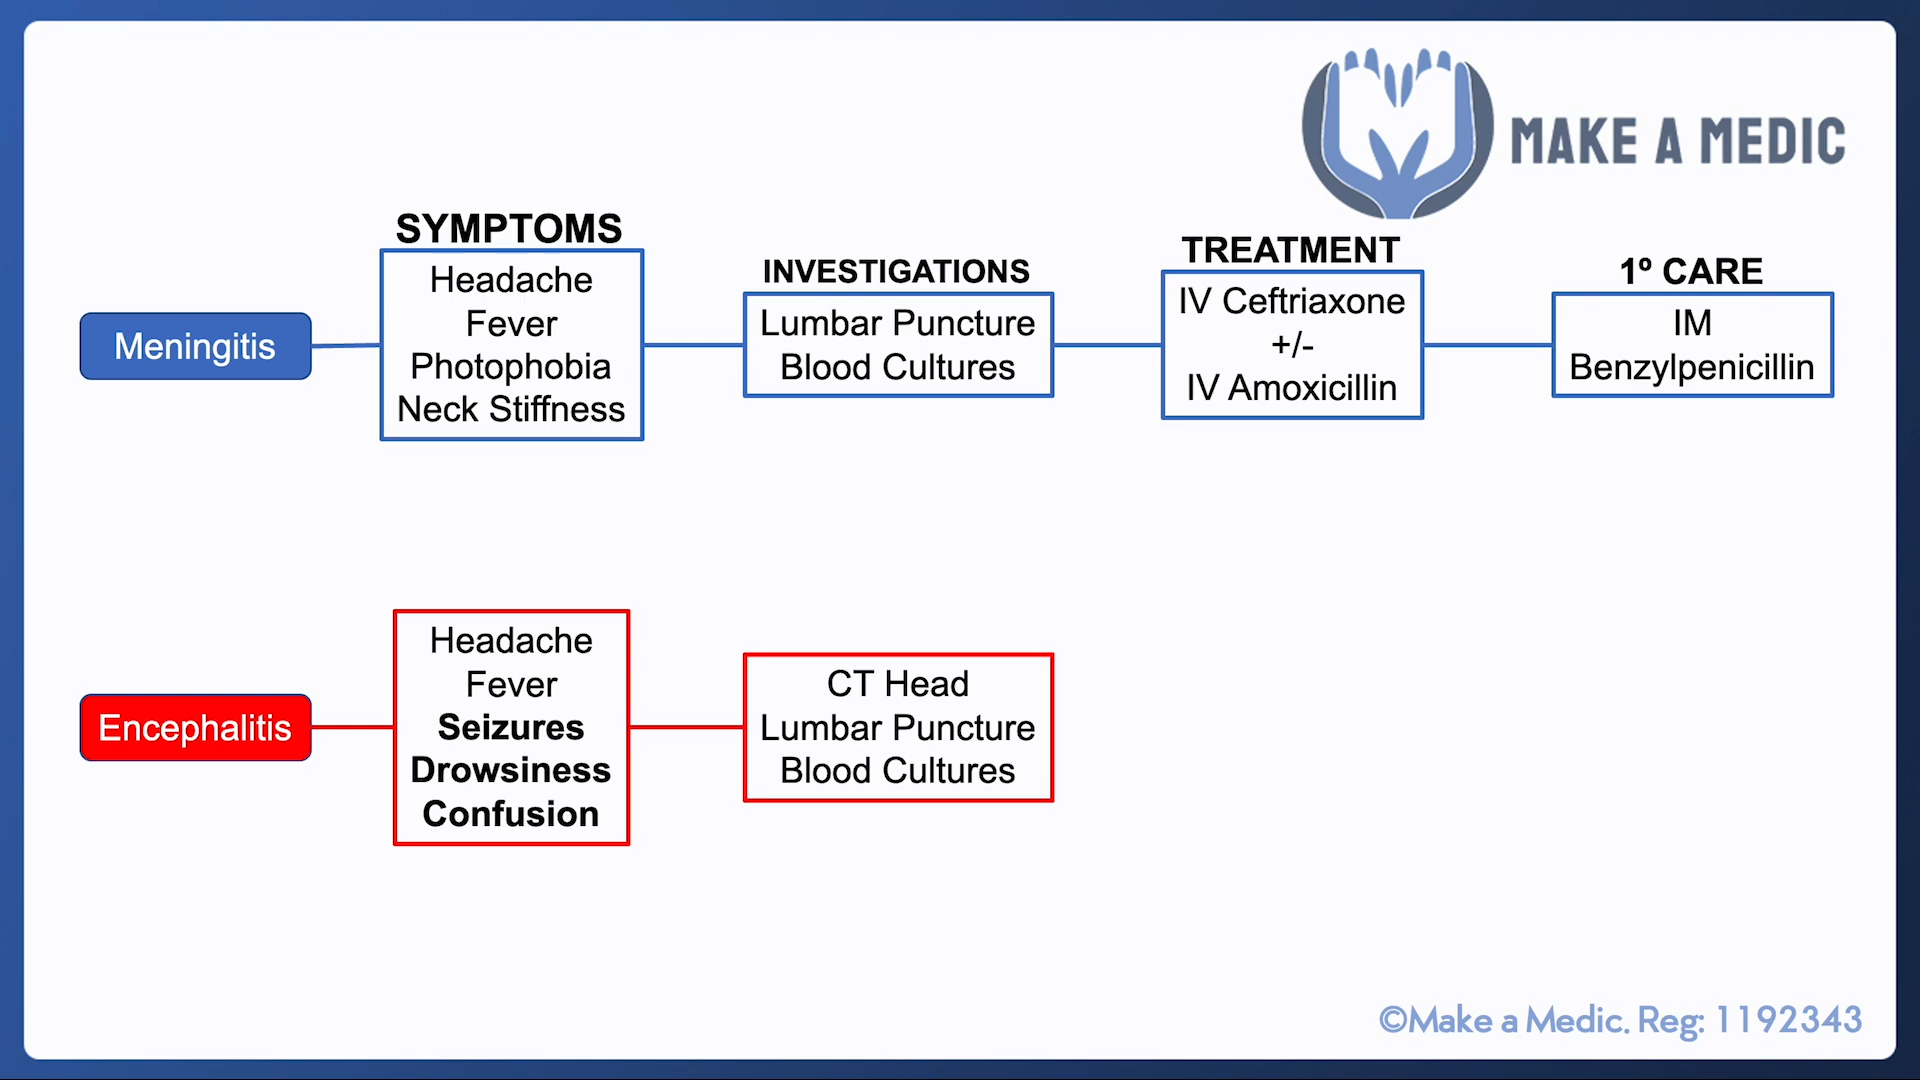 MAKE A MEDIC
SYMPTOMS
Headache
Fever
Photophobia
Neck Stiffness
INVESTIGATIONS
Lumbar Puncture
Blood Cultures
TREATMENT
IV Ceftriaxone
+/-
IV Amoxicillin
1º CARE
IM
Benzylpenicillin
Meningitis
Encephalitis
Headache
Fever
Seizures
Drowsiness
Confusion
CT Head
Lumbar Puncture
Blood Cultures
©Make a Medic. Reg: 1192343